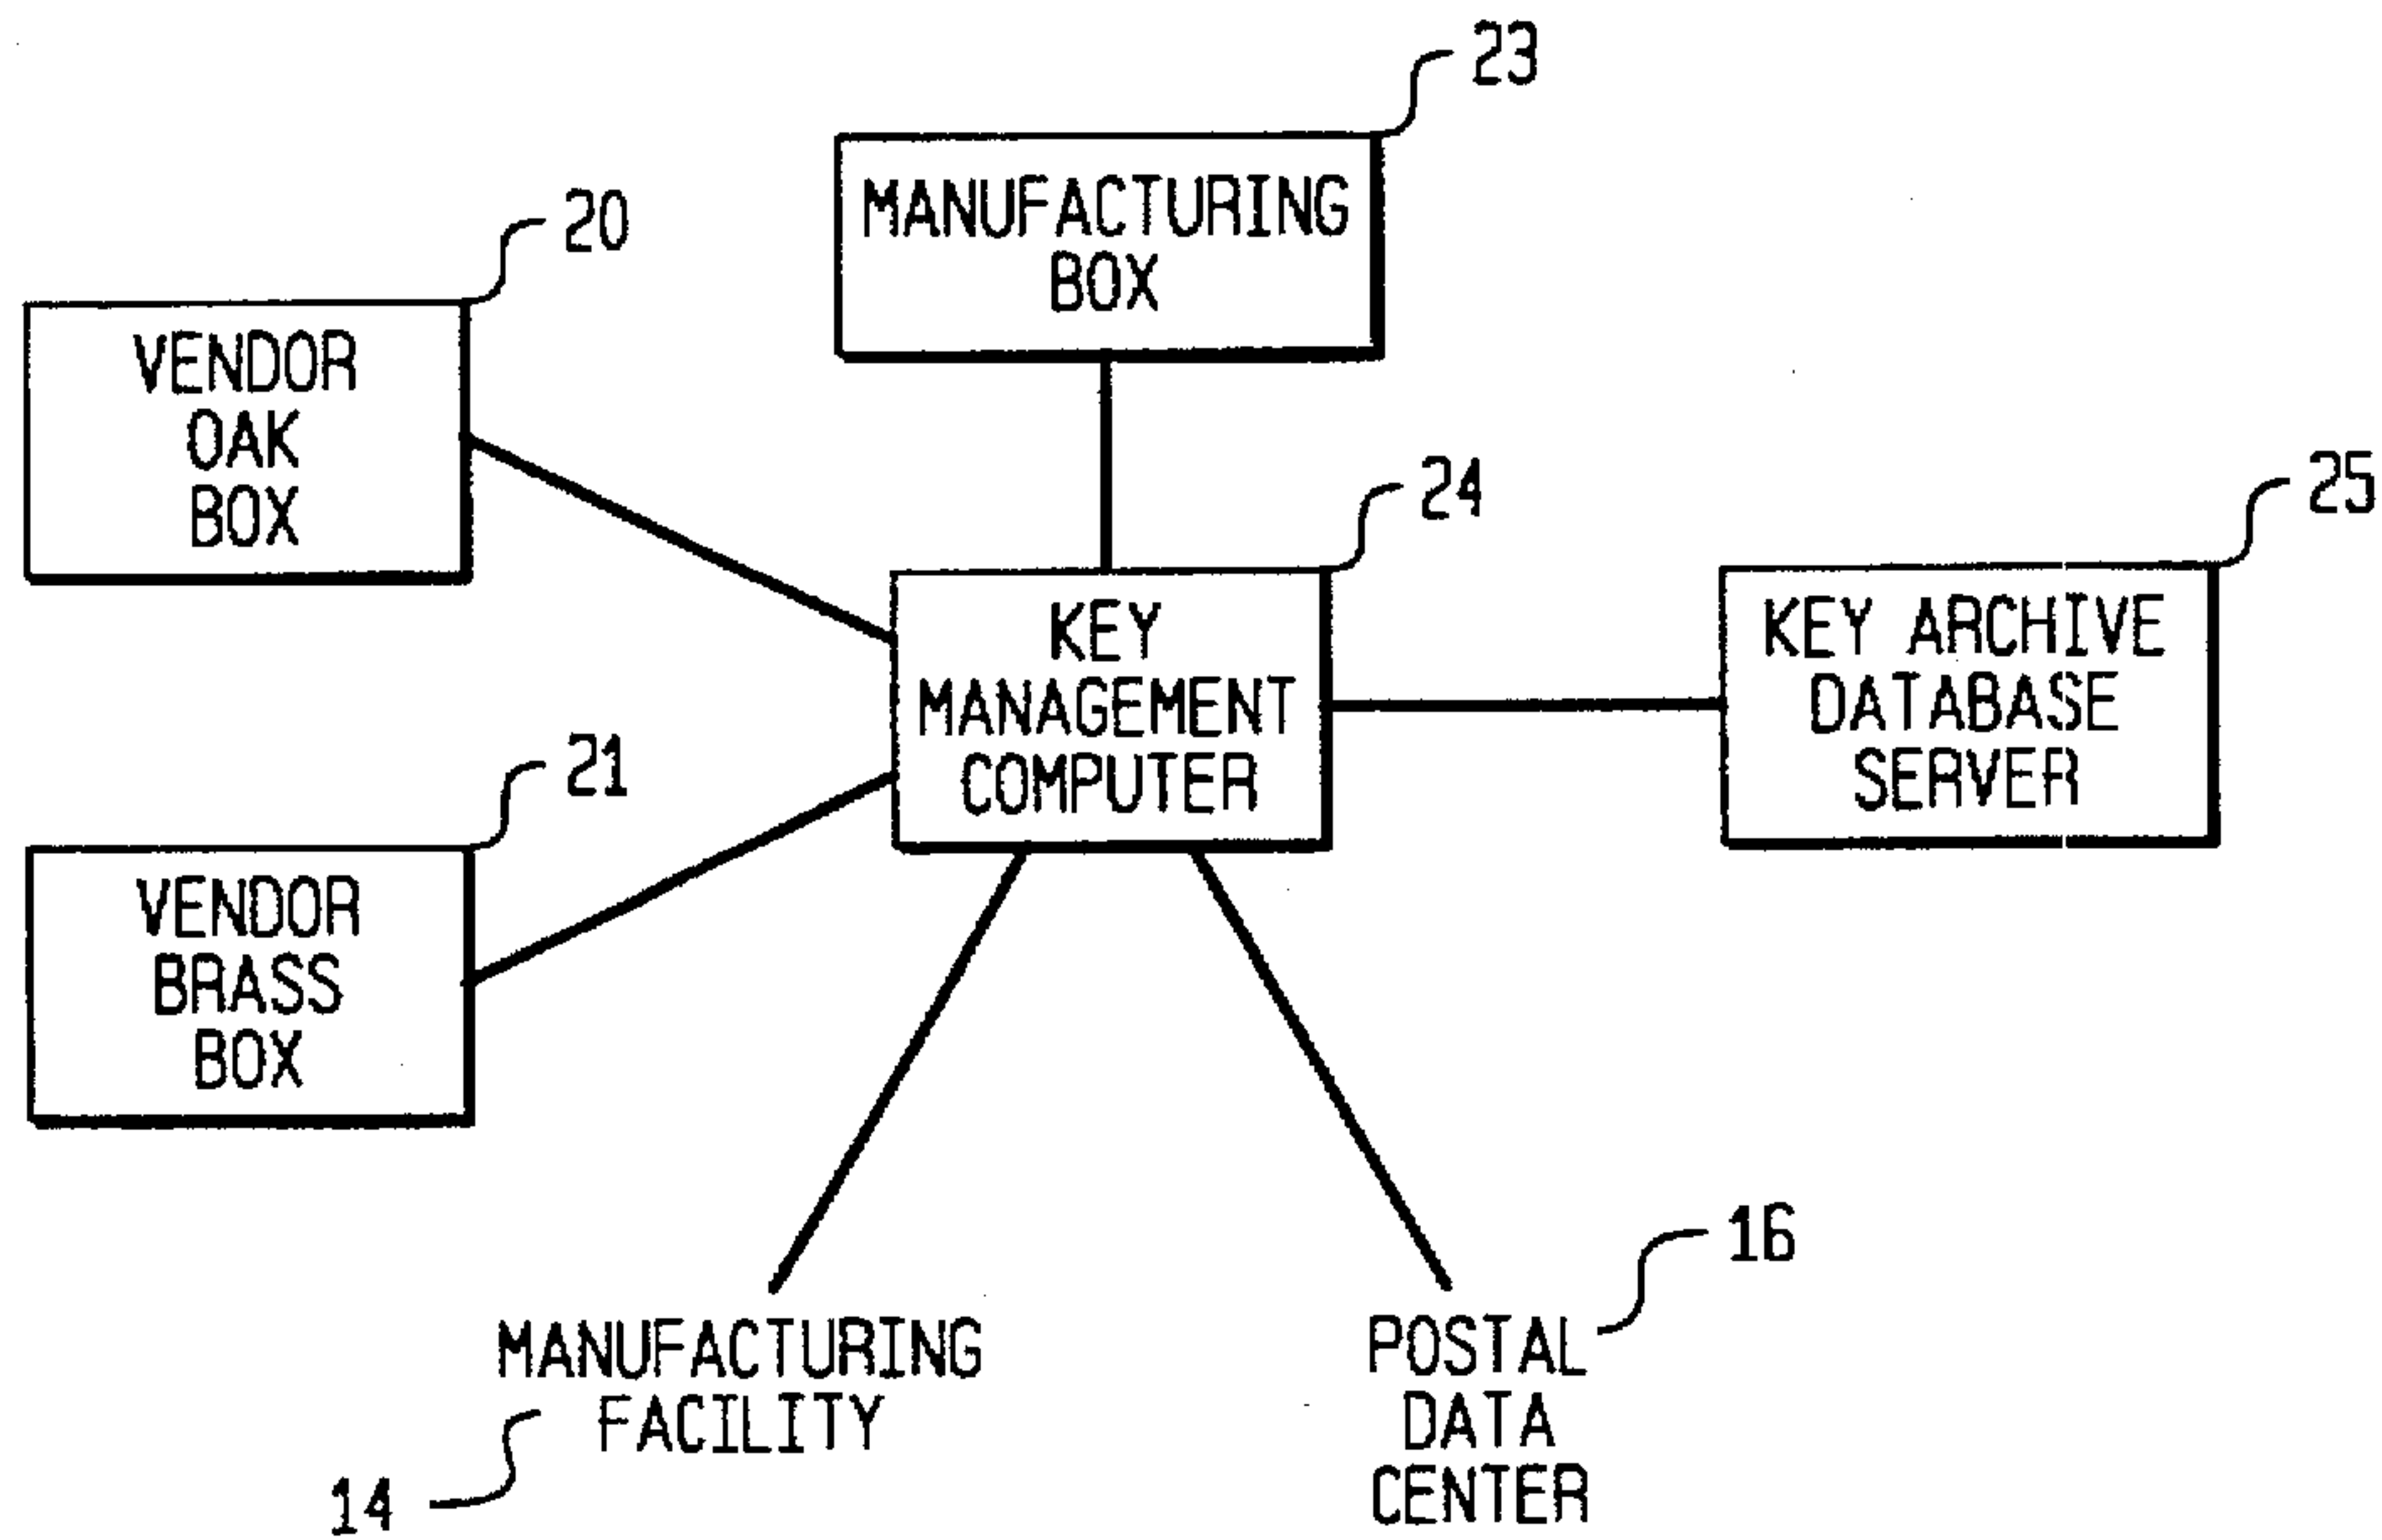 23
MANUFACTURING
BOX
20
VENDOR
OAK
BOX
24
KEY
MANAGEMENT
COMPUTER
25
KEY ARCHIVE
DATABASE
SERVER
21
VENDOR
BRASS
BOX
16
MANUFACTURING
FACILITY
14
POSTAL
DATA
CENTER